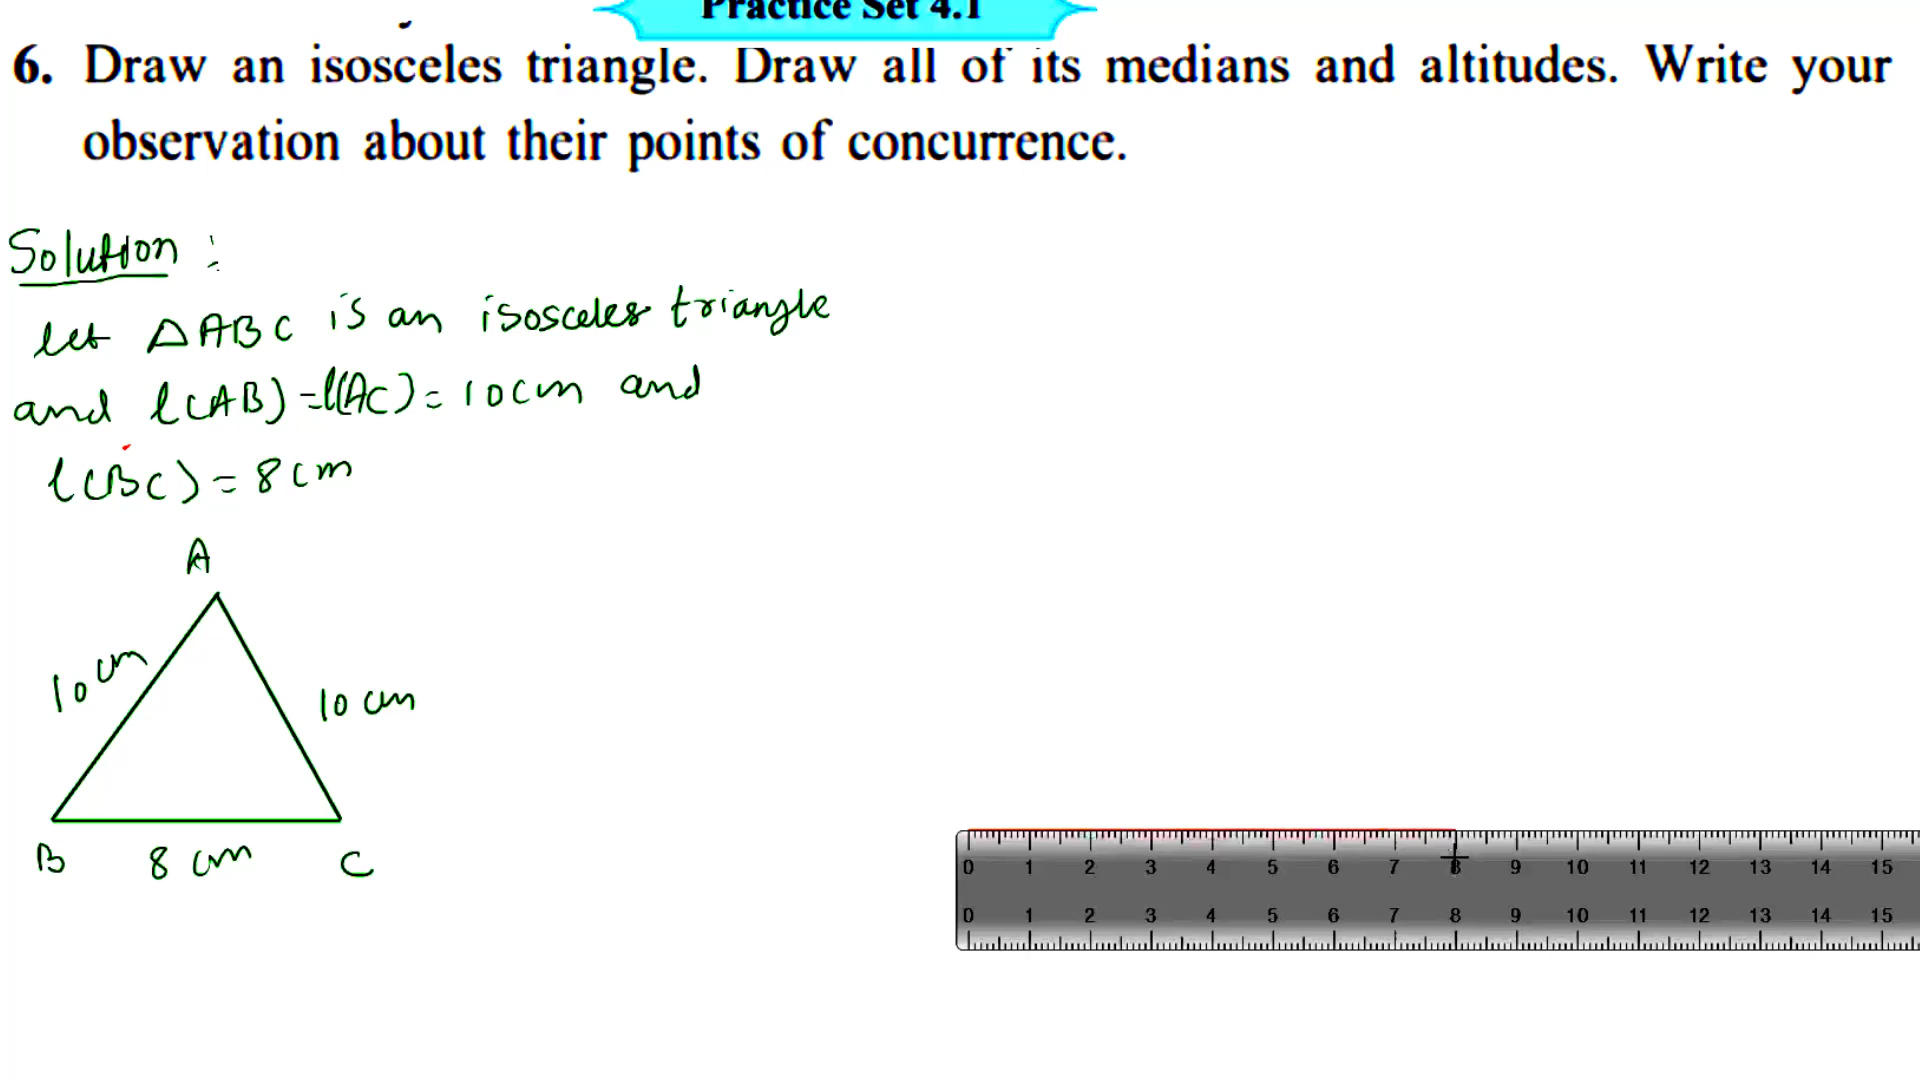 Practice Set 4.1
6. Draw an isosceles triangle. Draw all of its medians and altitudes. Write your
observation about their points of concurrence.
Solution :
let △ABC is an isosceles triangle
and l(AB) = l(AC) = 10cm and
l(BC) = 8cm
A
10 cm
10 cm
B 8 cm C
0 1 2 3 4 5 6 7 8 9 10 11 12 13 14 15
0 1 2 3 4 5 6 7 8 9 10 11 12 13 14 15